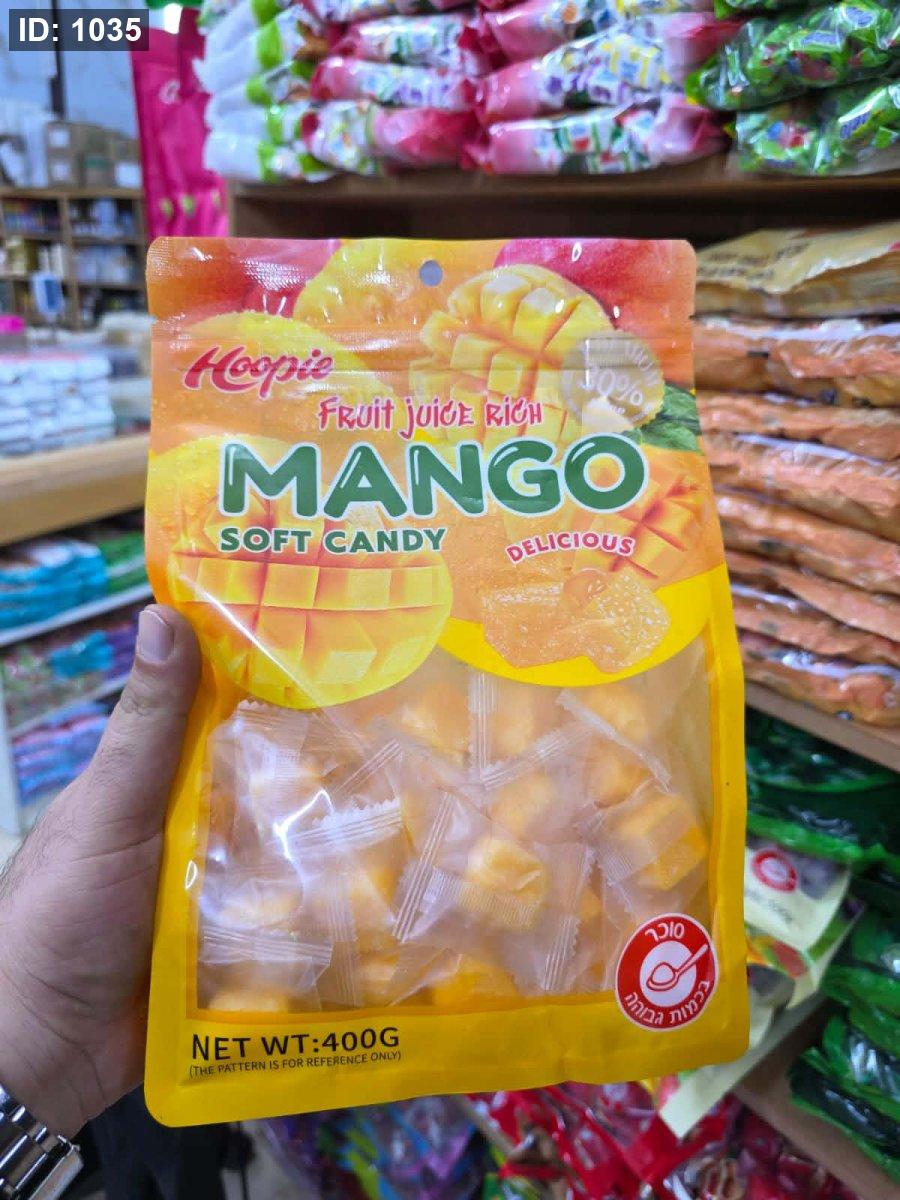 ID: 1035
Hoopie
FRUIT JUICE RICH
MANGO
SOFT CANDY
DELICIOUS
סוכר
בכמות גבוהה
NET WT:400G
(THE PATTERN IS FOR REFERENCE ONLY)